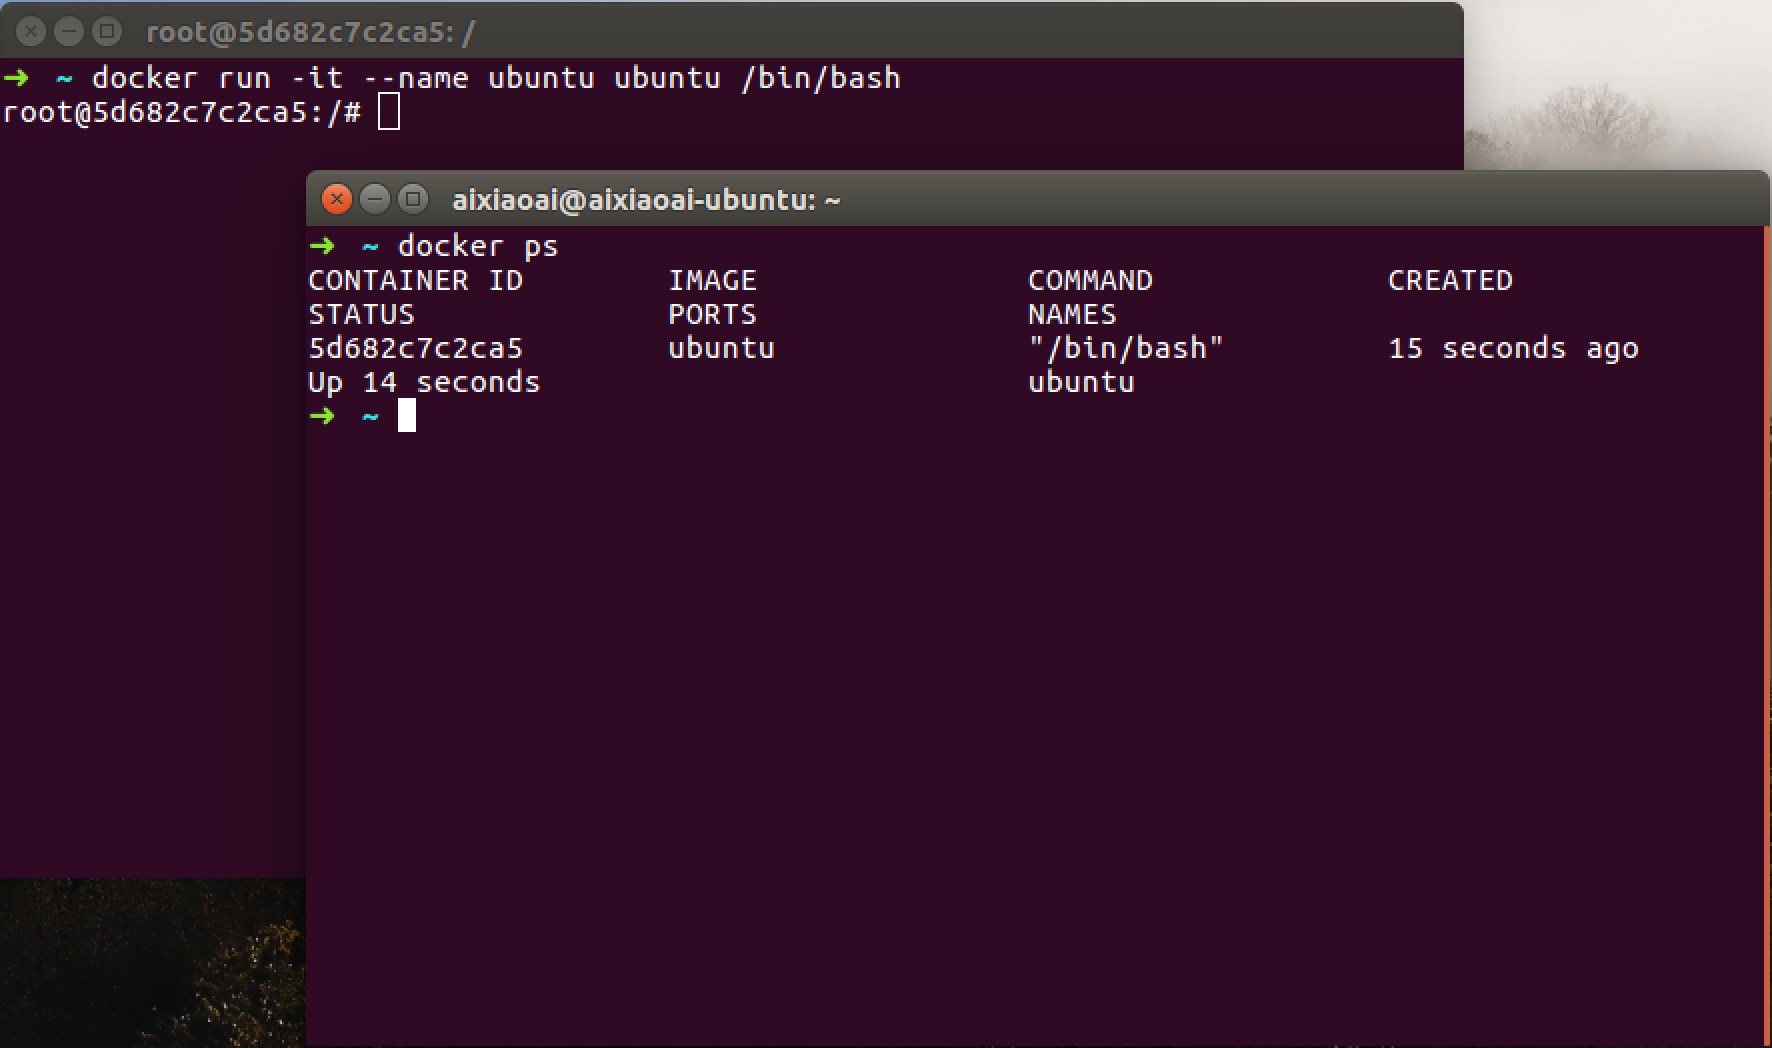 root@5d682c7c2ca5: /
➜  ~ docker run -it --name ubuntu ubuntu /bin/bash
root@5d682c7c2ca5:/#
aixiaoai@aixiaoai-ubuntu: ~
➜  ~ docker ps
CONTAINER ID        IMAGE               COMMAND             CREATED
STATUS              PORTS               NAMES
5d682c7c2ca5        ubuntu              "/bin/bash"         15 seconds ago
Up 14 seconds                           ubuntu
➜  ~